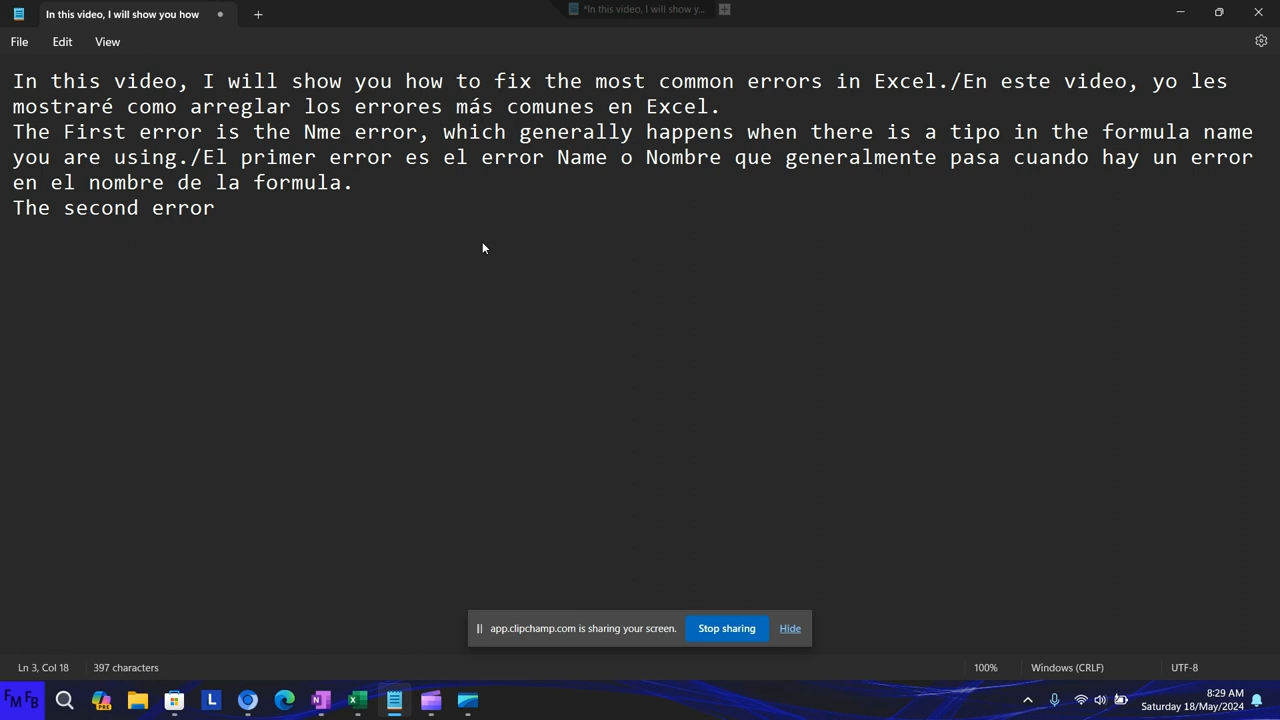 In this video, I will show you how
*In this video, I will show y...
File Edit View
In this video, I will show you how to fix the most common errors in Excel./En este video, yo les
mostraré como arreglar los errores más comunes en Excel.
The First error is the Nme error, which generally happens when there is a tipo in the formula name
you are using./El primer error es el error Name o Nombre que generalmente pasa cuando hay un error
en el nombre de la formula.
The second error
app.clipchamp.com is sharing your screen. Stop sharing Hide
Ln 3, Col 18 397 characters 100% Windows (CRLF) UTF-8
FM FB PRE L N X 8:29 AM
Saturday 18/May/2024